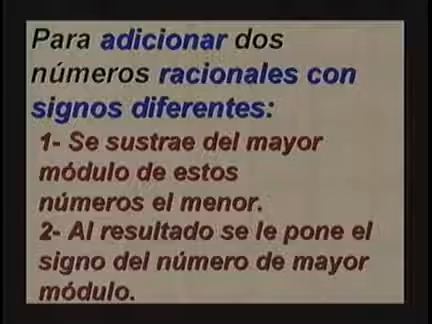 Para adicionar dos
números racionales con
signos diferentes:
1- Se sustrae del mayor
módulo de estos
números el menor.
2- Al resultado se le pone el
signo del número de mayor
módulo.